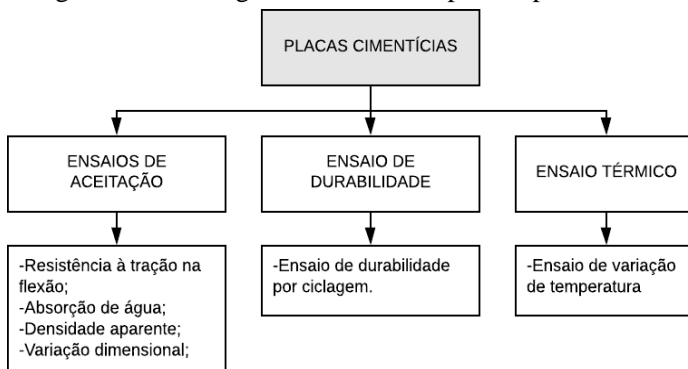 PLACAS CIMENTÍCIAS
ENSAIOS DE
ACEITAÇÃO
ENSAIO DE
DURABILIDADE
ENSAIO TÉRMICO
-Resistência à tração na
flexão;
-Absorção de água;
-Densidade aparente;
-Variação dimensional;
-Ensaio de durabilidade
por ciclagem.
-Ensaio de variação
de temperatura